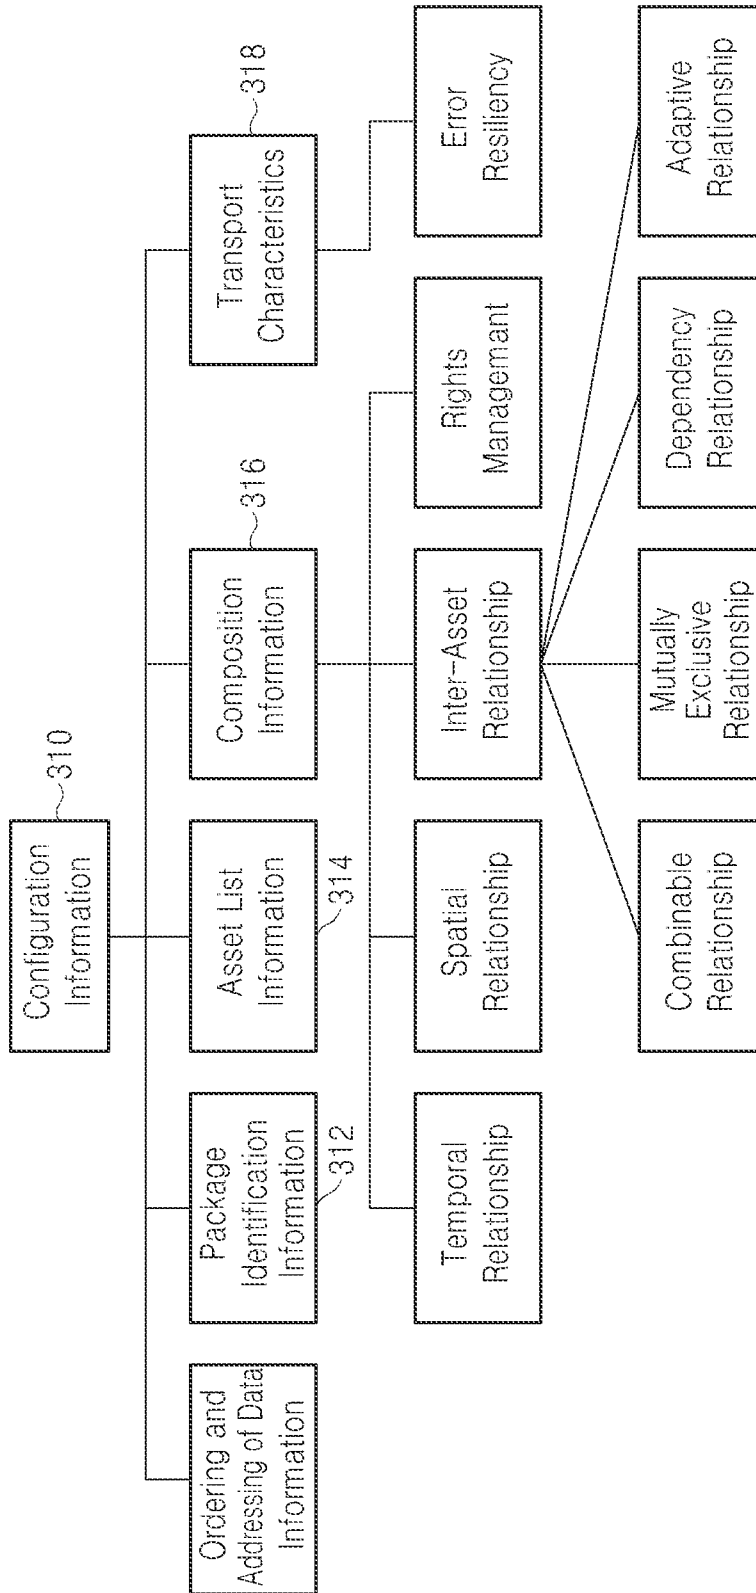 Configuration
Information
310
Ordering and
Addressing of Data
Information
Package
Identification
Information
312
Asset List
Information
314
Composition
Information
316
Transport
Characteristics
318
Temporal
Relationship
Spatial
Relationship
Inter-Asset
Relationship
Rights
Managemant
Error
Resiliency
Combinable
Relationship
Mutually
Exclusive
Relationship
Dependency
Relationship
Adaptive
Relationship